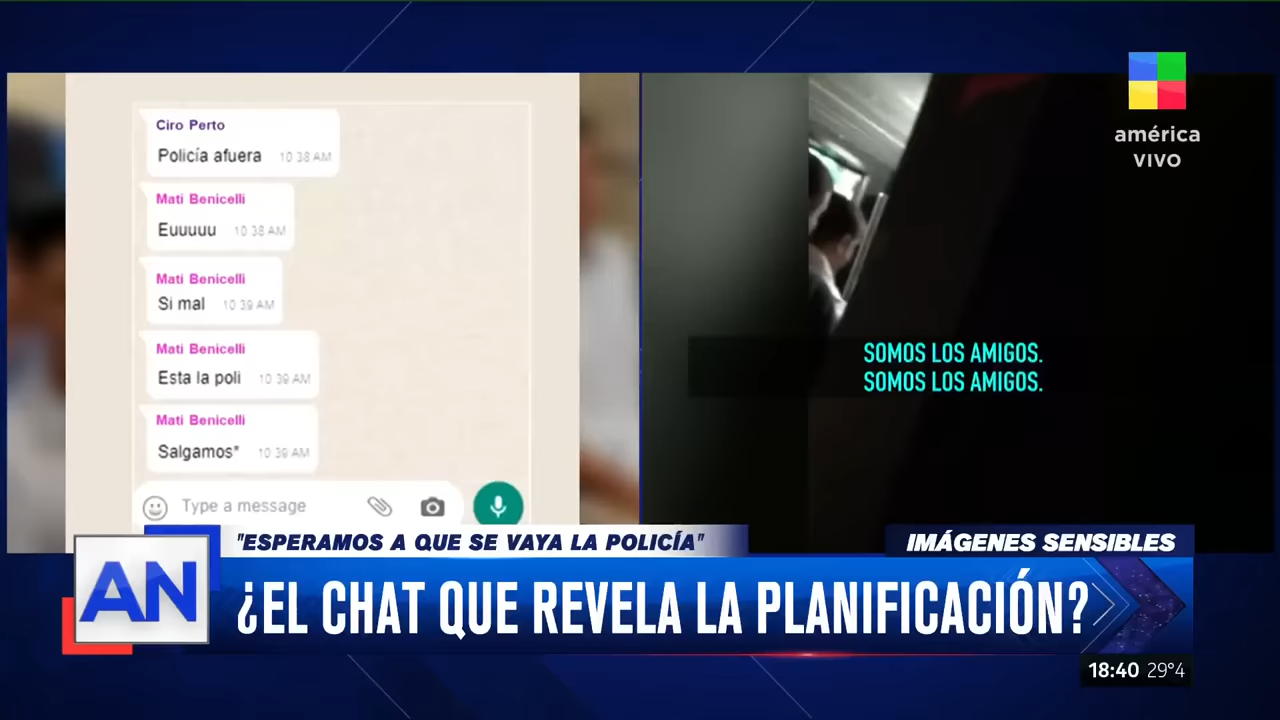 Ciro Perto
Policía afuera 10 38 AM
Mati Benicelli
Euuuuu 10 38 AM
Mati Benicelli
Si mal 10 39 AM
Mati Benicelli
Esta la poli 10 39 AM
Mati Benicelli
Salgamos* 10 39 AM
Type a message
américa
VIVO
SOMOS LOS AMIGOS.
SOMOS LOS AMIGOS.
"ESPERAMOS A QUE SE VAYA LA POLICÍA"
IMÁGENES SENSIBLES
AN
¿EL CHAT QUE REVELA LA PLANIFICACIÓN?
18:40 29°4